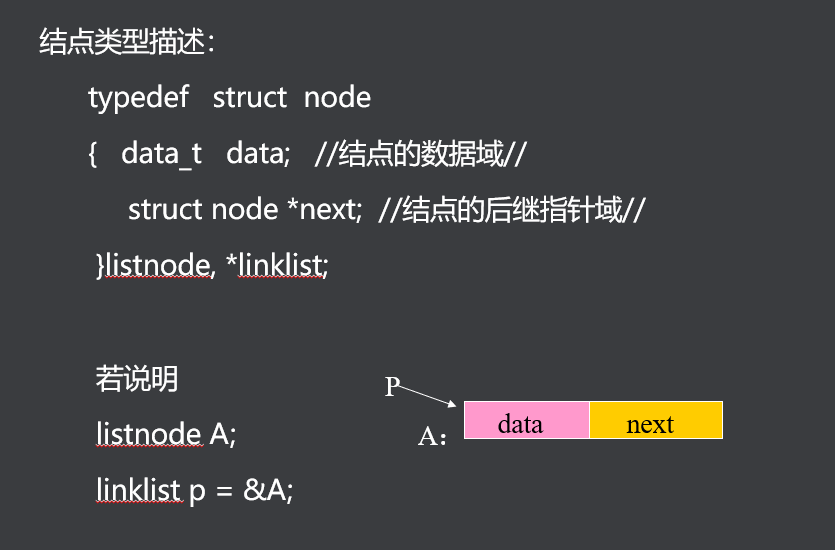 结点类型描述：
typedef struct node
{ data_t data; //结点的数据域//
struct node *next; //结点的后继指针域//
}listnode, *linklist;
若说明
listnode A;
linklist p = &A;
P
A：
data
next